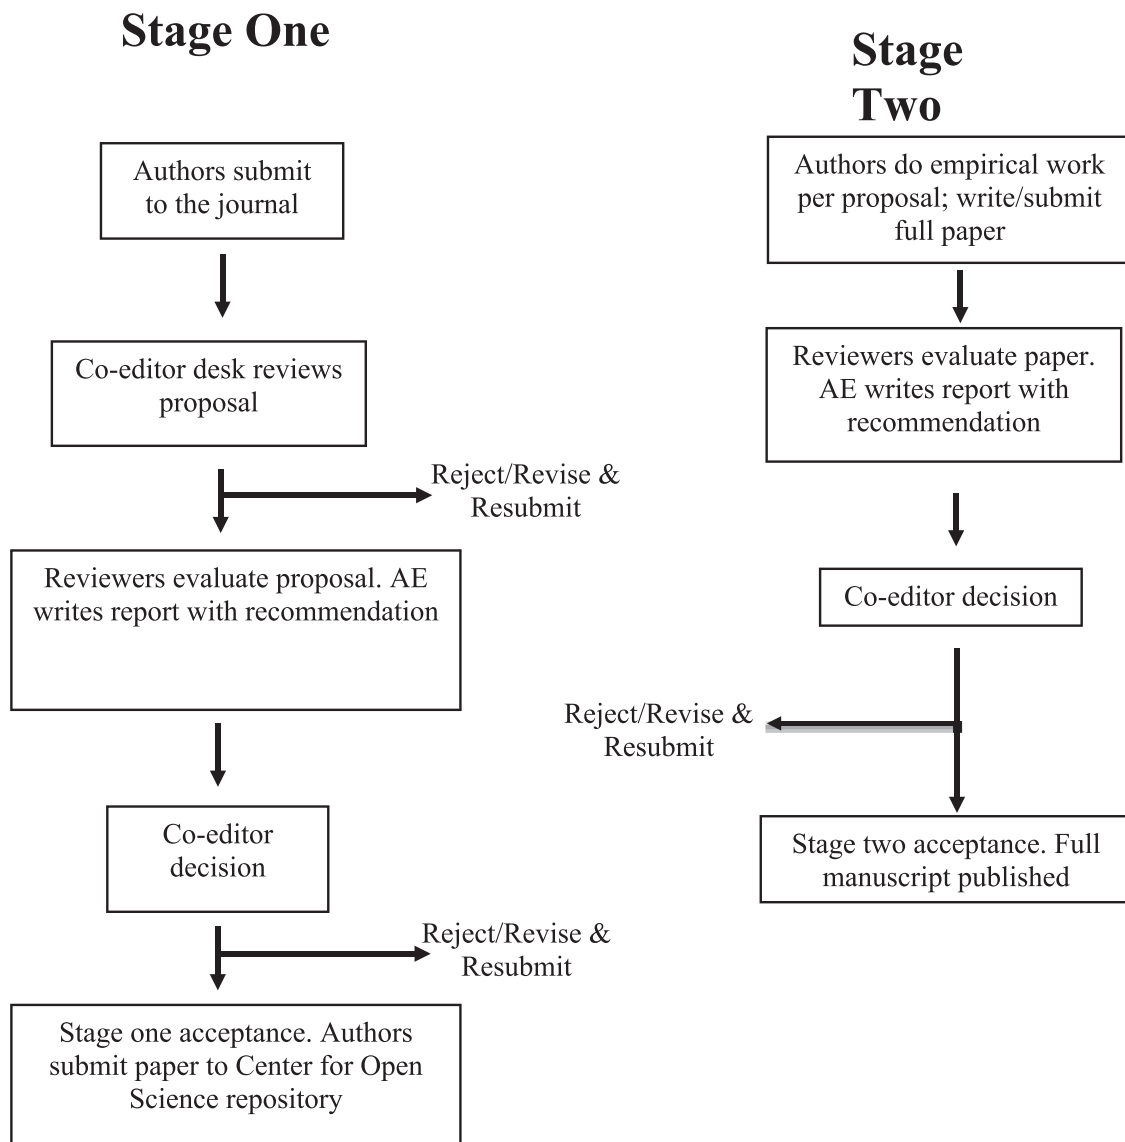 Stage One
Authors submit
to the journal
Co-editor desk reviews
proposal
Reject/Revise &
Resubmit
Reviewers evaluate proposal. AE
writes report with recommendation
Co-editor
decision
Reject/Revise &
Resubmit
Stage one acceptance. Authors
submit paper to Center for Open
Science repository
Stage
Two
Authors do empirical work
per proposal; write/submit
full paper
Reviewers evaluate paper.
AE writes report with
recommendation
Co-editor decision
Reject/Revise &
Resubmit
Stage two acceptance. Full
manuscript published